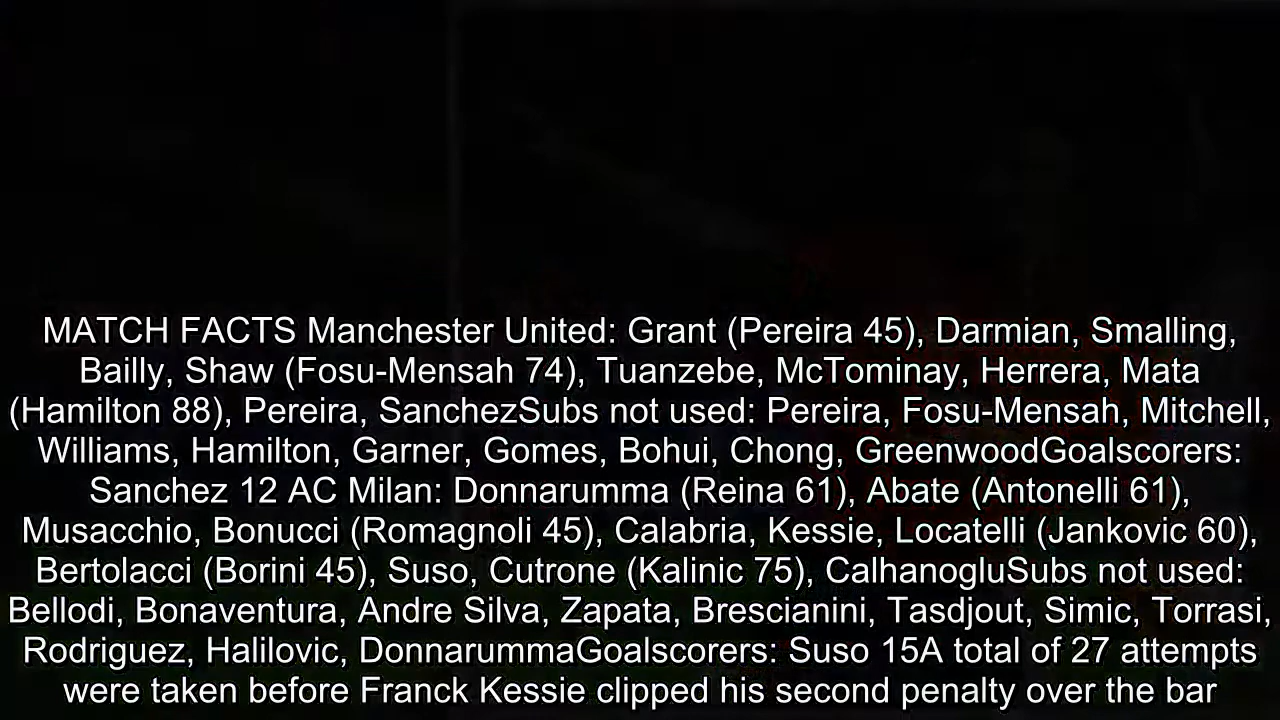 MATCH FACTS Manchester United: Grant (Pereira 45), Darmian, Smalling,
Bailly, Shaw (Fosu-Mensah 74), Tuanzebe, McTominay, Herrera, Mata
(Hamilton 88), Pereira, SanchezSubs not used: Pereira, Fosu-Mensah, Mitchell,
Williams, Hamilton, Garner, Gomes, Bohui, Chong, GreenwoodGoalscorers:
Sanchez 12 AC Milan: Donnarumma (Reina 61), Abate (Antonelli 61),
Musacchio, Bonucci (Romagnoli 45), Calabria, Kessie, Locatelli (Jankovic 60),
Bertolacci (Borini 45), Suso, Cutrone (Kalinic 75), CalhanogluSubs not used:
Bellodi, Bonaventura, Andre Silva, Zapata, Brescianini, Tasdjout, Simic, Torrasi,
Rodriguez, Halilovic, DonnarummaGoalscorers: Suso 15A total of 27 attempts
were taken before Franck Kessie clipped his second penalty over the bar